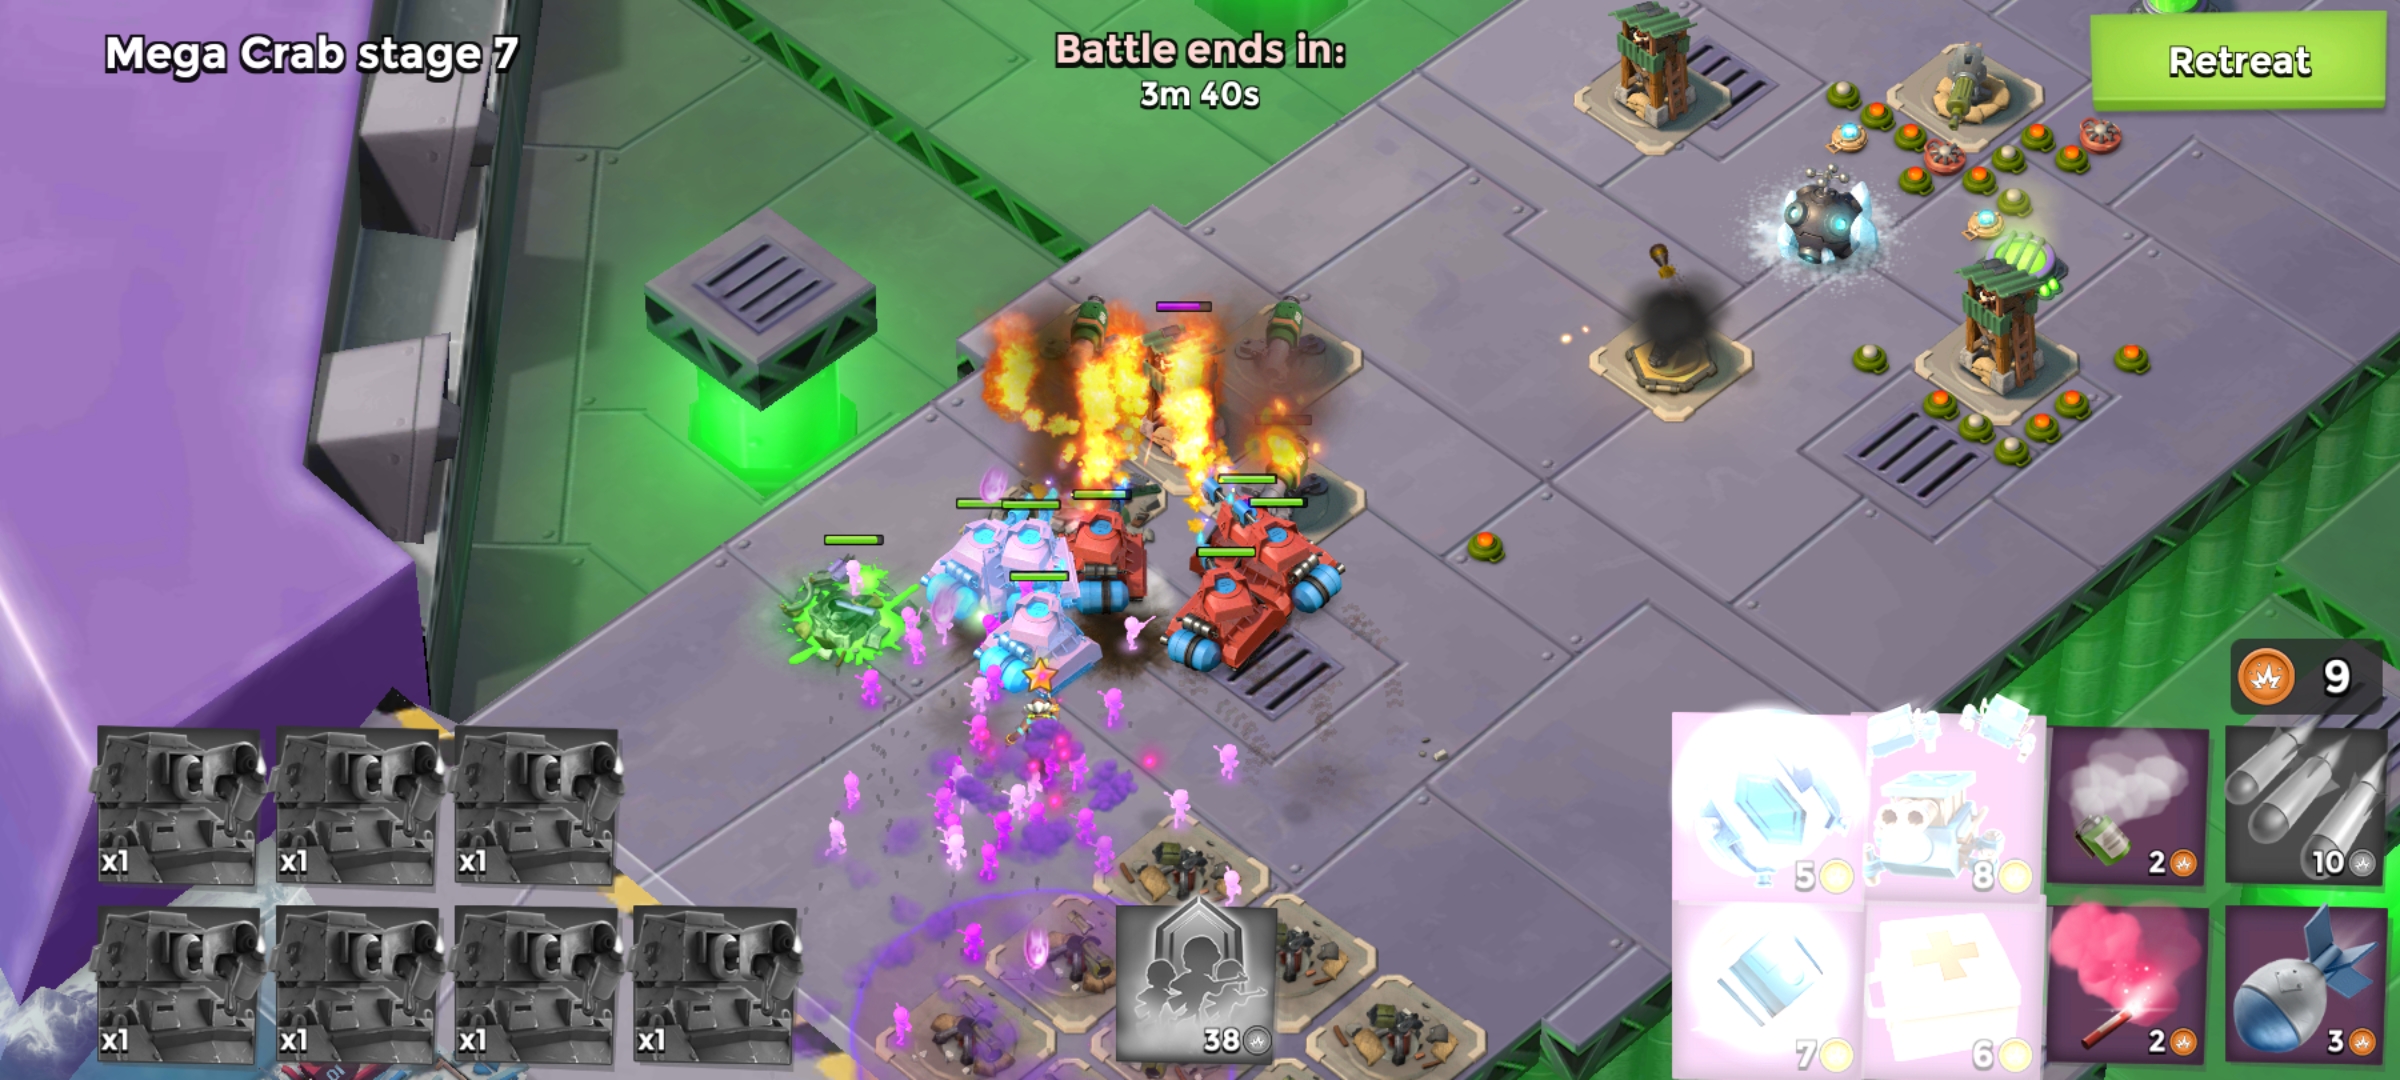 Mega Crab stage 7
Battle ends in:
3m 40s
Retreat
9
x1
x1
x1
5
8
2
10
x1
x1
x1
x1
38
7
6
2
3